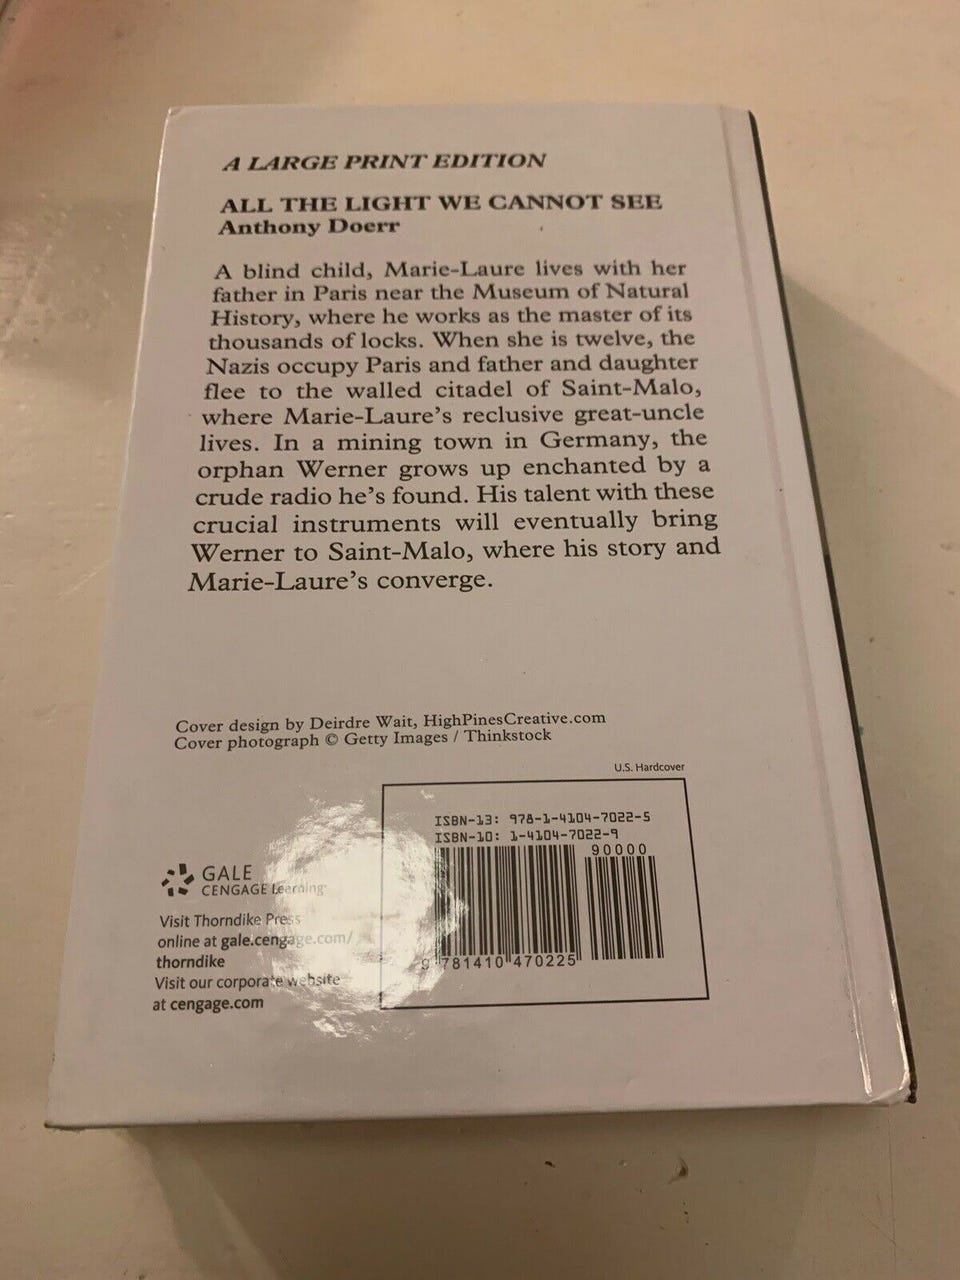 A LARGE PRINT EDITION
ALL THE LIGHT WE CANNOT SEE
Anthony Doerr
A blind child, Marie-Laure lives with her
father in Paris near the Museum of Natural
History, where he works as the master of its
thousands of locks. When she is twelve, the
Nazis occupy Paris and father and daughter
flee to the walled citadel of Saint-Malo,
where Marie-Laure's reclusive great-uncle
lives. In a mining town in Germany, the
orphan Werner grows up enchanted by a
crude radio he's found. His talent with these
crucial instruments will eventually bring
Werner to Saint-Malo, where his story and
Marie-Laure's converge.
Cover design by Deirdre Wait, HighPinesCreative.com
Cover photograph © Getty Images / Thinkstock
U.S. Hardcover
ISBN-13: 978-1-4104-7022-5
ISBN-10: 1-4104-7022-9
90000
9 781410 470225
GALE
CENGAGE Learning
Visit Thorndike Press
online at gale.cengage.com/
thorndike
Visit our corporate website
at cengage.com